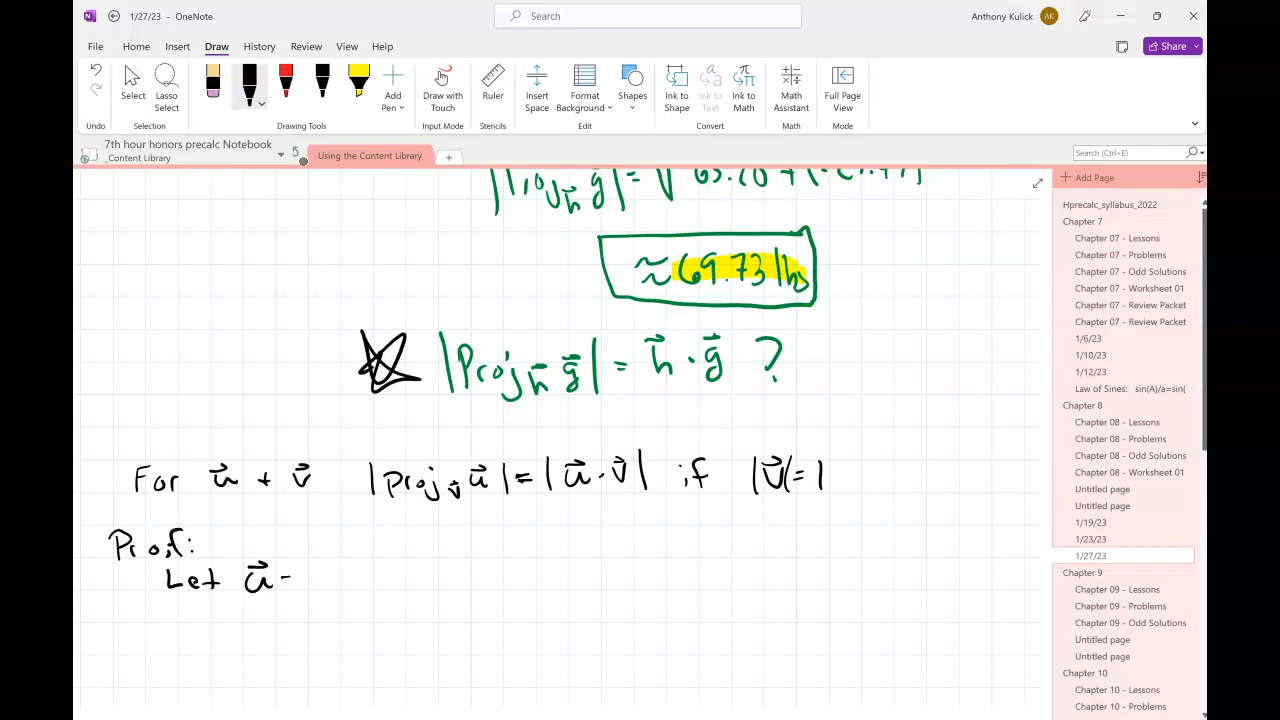 1/27/23 - OneNote
Search
Anthony Kulick
AK
File Home Insert Draw History Review View Help
Share
Select
Lasso Select
Add Pen
Draw with Touch
Ruler
Insert Space
Format Background
Shapes
Ink to Shape
Ink to Text
Ink to Math
Math Assistant
Full Page View
Undo
Selection
Drawing Tools
Input Mode
Stencils
Edit
Convert
Math
Mode
7th hour honors precalc Notebook
_Content Library
5
Using the Content Library
+
Search (Ctrl+E)
Add Page
≈ 69.73 lbs
|Proj_h⃗ g⃗| = h⃗ · g⃗ ?
For u⃗ + v⃗ |Proj_v⃗ u⃗| = |u⃗ · v⃗| if |v⃗| = 1
Proof:
Let u⃗ -
Hprecalc_syllabus_2022
Chapter 7
Chapter 07 - Lessons
Chapter 07 - Problems
Chapter 07 - Odd Solutions
Chapter 07 - Worksheet 01
Chapter 07 - Review Packet
Chapter 07 - Review Packet
1/6/23
1/10/23
1/12/23
Law of Sines: sin(A)/a=sin(
Chapter 8
Chapter 08 - Lessons
Chapter 08 - Problems
Chapter 08 - Odd Solutions
Chapter 08 - Worksheet 01
Untitled page
Untitled page
1/19/23
1/23/23
1/27/23
Chapter 9
Chapter 09 - Lessons
Chapter 09 - Problems
Chapter 09 - Odd Solutions
Untitled page
Untitled page
Chapter 10
Chapter 10 - Lessons
Chapter 10 - Problems